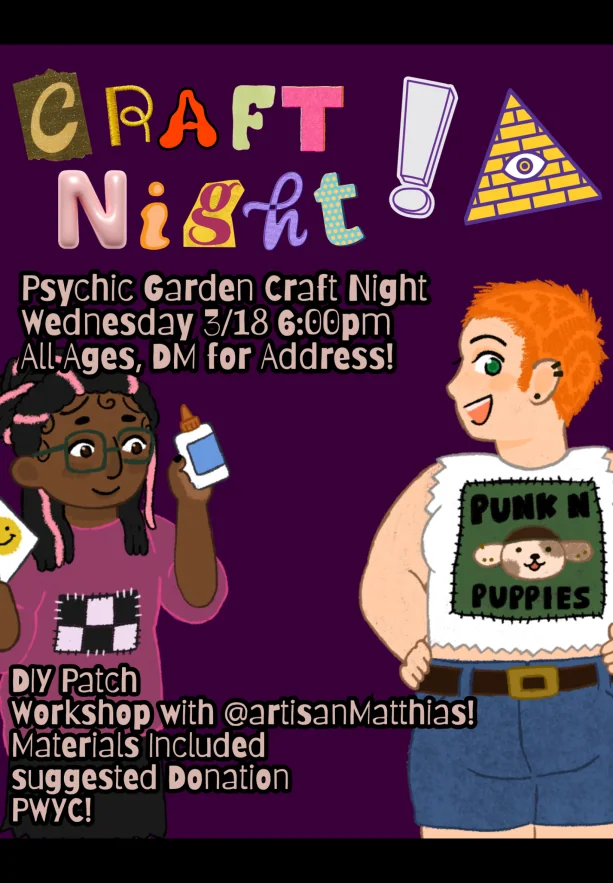 CRAFT
Night!
Psychic Garden Craft Night
Wednesday 3/18 6:00pm
All Ages, DM for Address!
PUNK N
PUPPIES
DIY Patch
Workshop with @artisanMatthias!
Materials Included
suggested Donation
PWYC!